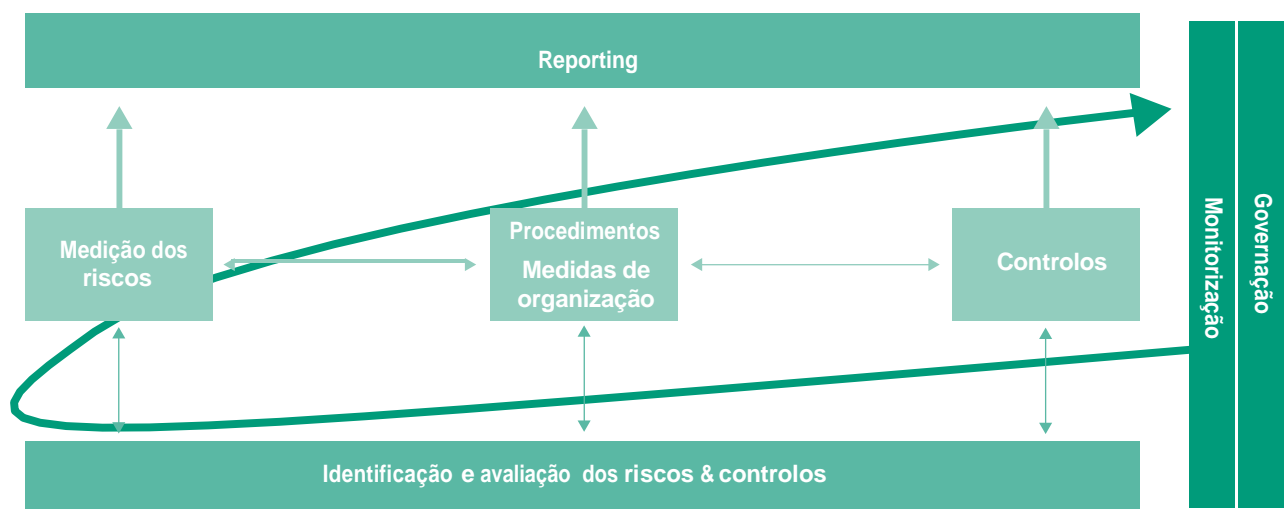 Reporting
Medição dos
riscos
Procedimentos
Medidas de
organização
Controlos
Identificação e avaliação dos riscos & controlos
Monitorização
Governação